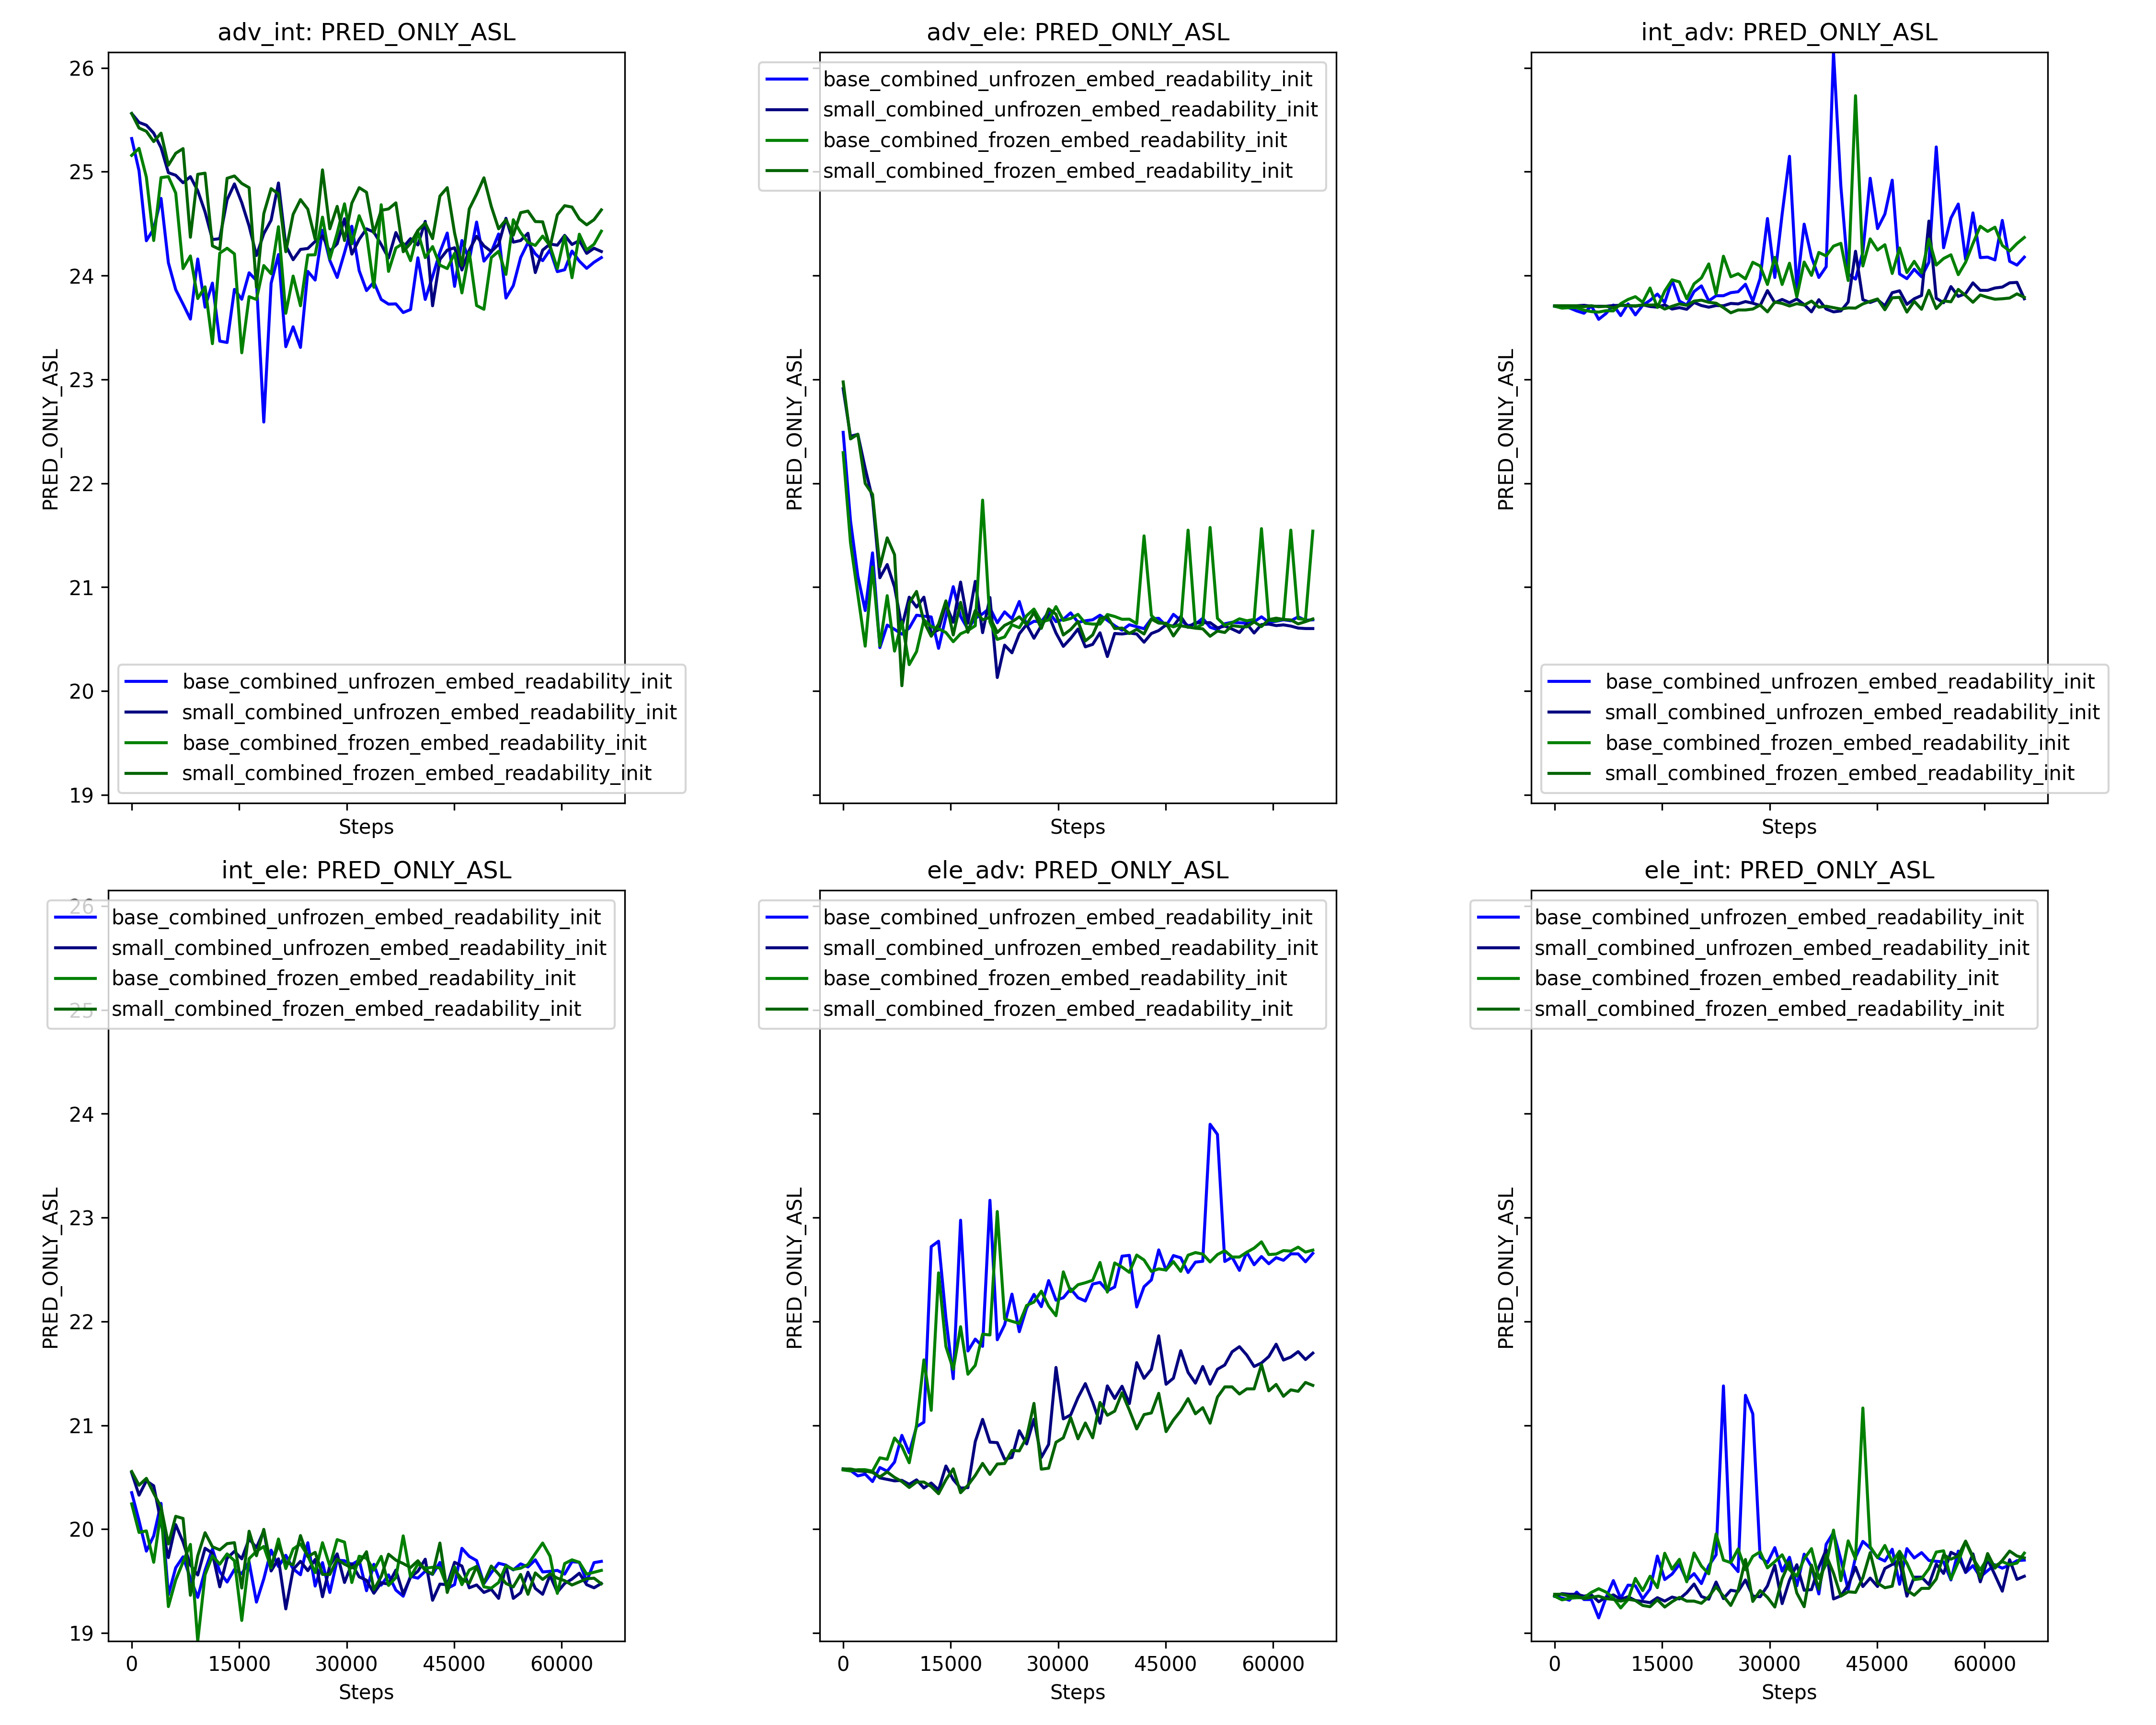 adv_int: PRED_ONLY_ASL
adv_ele: PRED_ONLY_ASL
int_adv: PRED_ONLY_ASL
26
25
24
23
22
21
20
19
PRED_ONLY_ASL
base_combined_unfrozen_embed_readability_init
small_combined_unfrozen_embed_readability_init
base_combined_frozen_embed_readability_init
small_combined_frozen_embed_readability_init
Steps
PRED_ONLY_ASL
base_combined_unfrozen_embed_readability_init
small_combined_unfrozen_embed_readability_init
base_combined_frozen_embed_readability_init
small_combined_frozen_embed_readability_init
Steps
PRED_ONLY_ASL
base_combined_unfrozen_embed_readability_init
small_combined_unfrozen_embed_readability_init
base_combined_frozen_embed_readability_init
small_combined_frozen_embed_readability_init
Steps
int_ele: PRED_ONLY_ASL
ele_adv: PRED_ONLY_ASL
ele_int: PRED_ONLY_ASL
26
25
24
23
22
21
20
19
PRED_ONLY_ASL
base_combined_unfrozen_embed_readability_init
small_combined_unfrozen_embed_readability_init
base_combined_frozen_embed_readability_init
small_combined_frozen_embed_readability_init
0 15000 30000 45000 60000
Steps
PRED_ONLY_ASL
base_combined_unfrozen_embed_readability_init
small_combined_unfrozen_embed_readability_init
base_combined_frozen_embed_readability_init
small_combined_frozen_embed_readability_init
0 15000 30000 45000 60000
Steps
PRED_ONLY_ASL
base_combined_unfrozen_embed_readability_init
small_combined_unfrozen_embed_readability_init
base_combined_frozen_embed_readability_init
small_combined_frozen_embed_readability_init
0 15000 30000 45000 60000
Steps